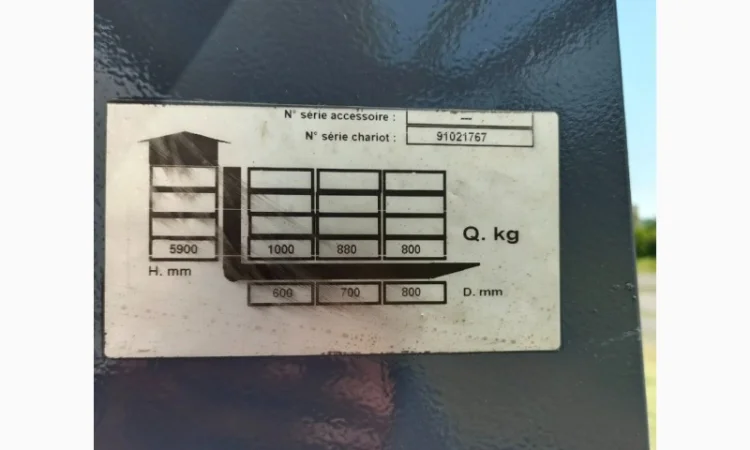 N° série accessoire : ---
N° série chariot : 91021767
5900 1000 880 800 Q. kg
H. mm
600 700 800 D. mm